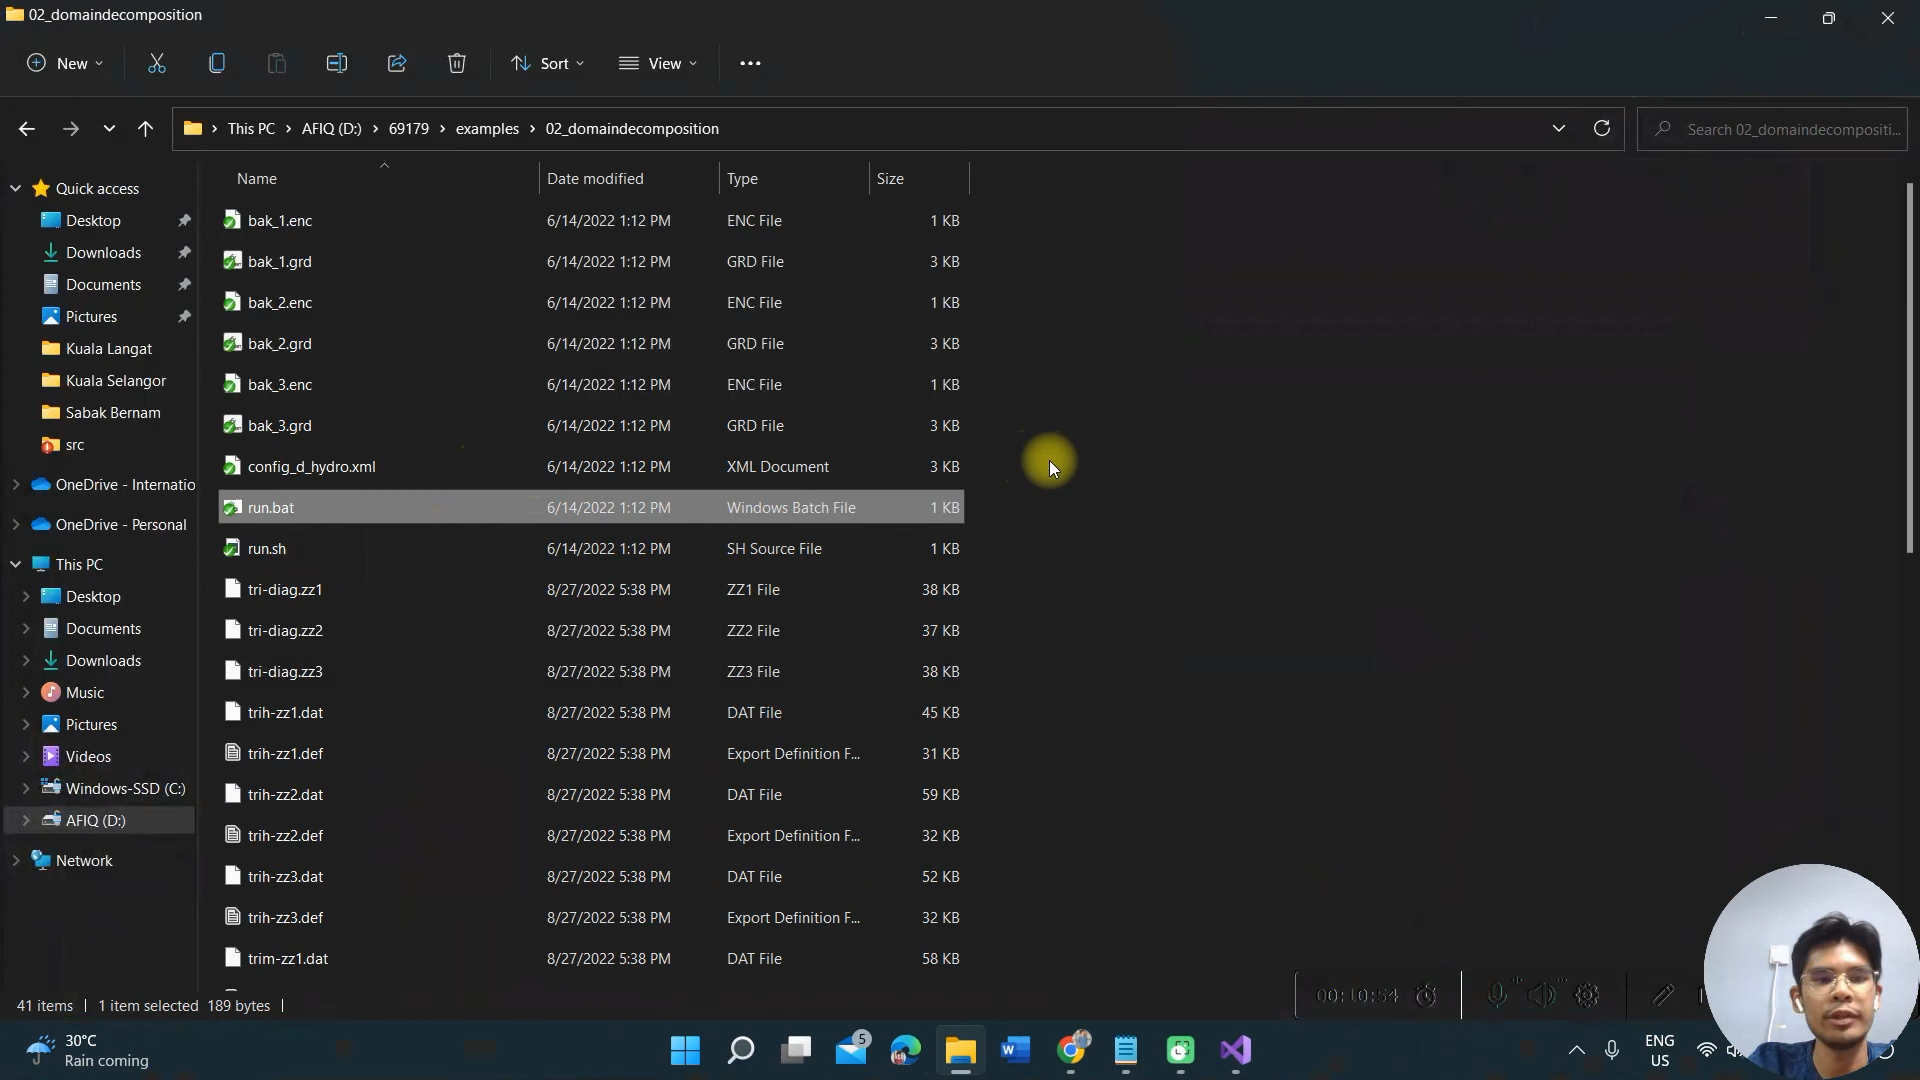 02_domaindecomposition
New
Sort
View
This PC > AFIQ (D:) > 69179 > examples > 02_domaindecomposition
Search 02_domaindecompositi...
Name Date modified Type Size
Quick access
Desktop
Downloads
Documents
Pictures
Kuala Langat
Kuala Selangor
Sabak Bernam
src
OneDrive - Internatio
OneDrive - Personal
This PC
Desktop
Documents
Downloads
Music
Pictures
Videos
Windows-SSD (C:)
AFIQ (D:)
Network
bak_1.enc 6/14/2022 1:12 PM ENC File 1 KB
bak_1.grd 6/14/2022 1:12 PM GRD File 3 KB
bak_2.enc 6/14/2022 1:12 PM ENC File 1 KB
bak_2.grd 6/14/2022 1:12 PM GRD File 3 KB
bak_3.enc 6/14/2022 1:12 PM ENC File 1 KB
bak_3.grd 6/14/2022 1:12 PM GRD File 3 KB
config_d_hydro.xml 6/14/2022 1:12 PM XML Document 3 KB
run.bat 6/14/2022 1:12 PM Windows Batch File 1 KB
run.sh 6/14/2022 1:12 PM SH Source File 1 KB
tri-diag.zz1 8/27/2022 5:38 PM ZZ1 File 38 KB
tri-diag.zz2 8/27/2022 5:38 PM ZZ2 File 37 KB
tri-diag.zz3 8/27/2022 5:38 PM ZZ3 File 38 KB
trih-zz1.dat 8/27/2022 5:38 PM DAT File 45 KB
trih-zz1.def 8/27/2022 5:38 PM Export Definition F... 31 KB
trih-zz2.dat 8/27/2022 5:38 PM DAT File 59 KB
trih-zz2.def 8/27/2022 5:38 PM Export Definition F... 32 KB
trih-zz3.dat 8/27/2022 5:38 PM DAT File 52 KB
trih-zz3.def 8/27/2022 5:38 PM Export Definition F... 32 KB
trim-zz1.dat 8/27/2022 5:38 PM DAT File 58 KB
41 items 1 item selected 189 bytes
00:10:54
30°C
Rain coming
5
ENG
US